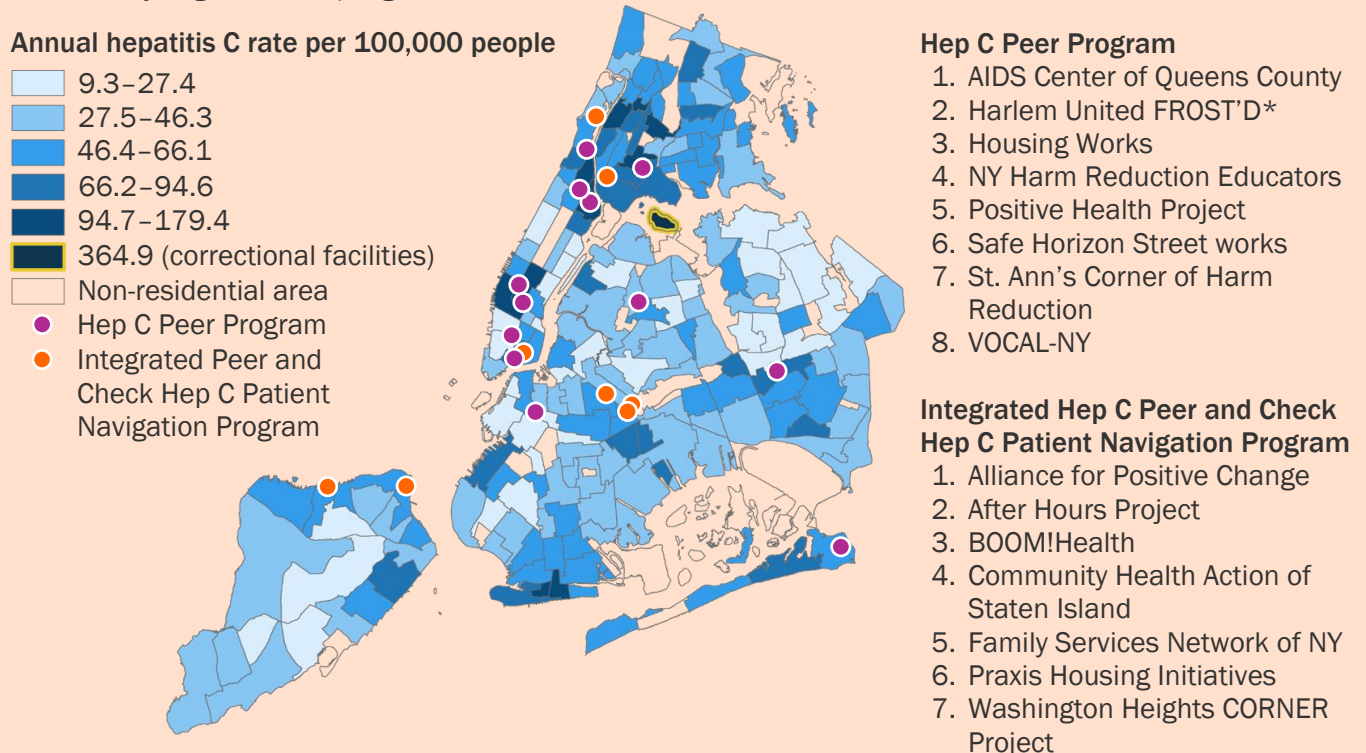 Annual hepatitis C rate per 100,000 people
9.3–27.4
27.5–46.3
46.4–66.1
66.2–94.6
94.7–179.4
364.9 (correctional facilities)
Non-residential area
Hep C Peer Program
Integrated Peer and
Check Hep C Patient
Navigation Program
Hep C Peer Program
1. AIDS Center of Queens County
2. Harlem United FROST’D*
3. Housing Works
4. NY Harm Reduction Educators
5. Positive Health Project
6. Safe Horizon Street works
7. St. Ann’s Corner of Harm
Reduction
8. VOCAL-NY
Integrated Hep C Peer and Check
Hep C Patient Navigation Program
1. Alliance for Positive Change
2. After Hours Project
3. BOOM!Health
4. Community Health Action of
Staten Island
5. Family Services Network of NY
6. Praxis Housing Initiatives
7. Washington Heights CORNER
Project